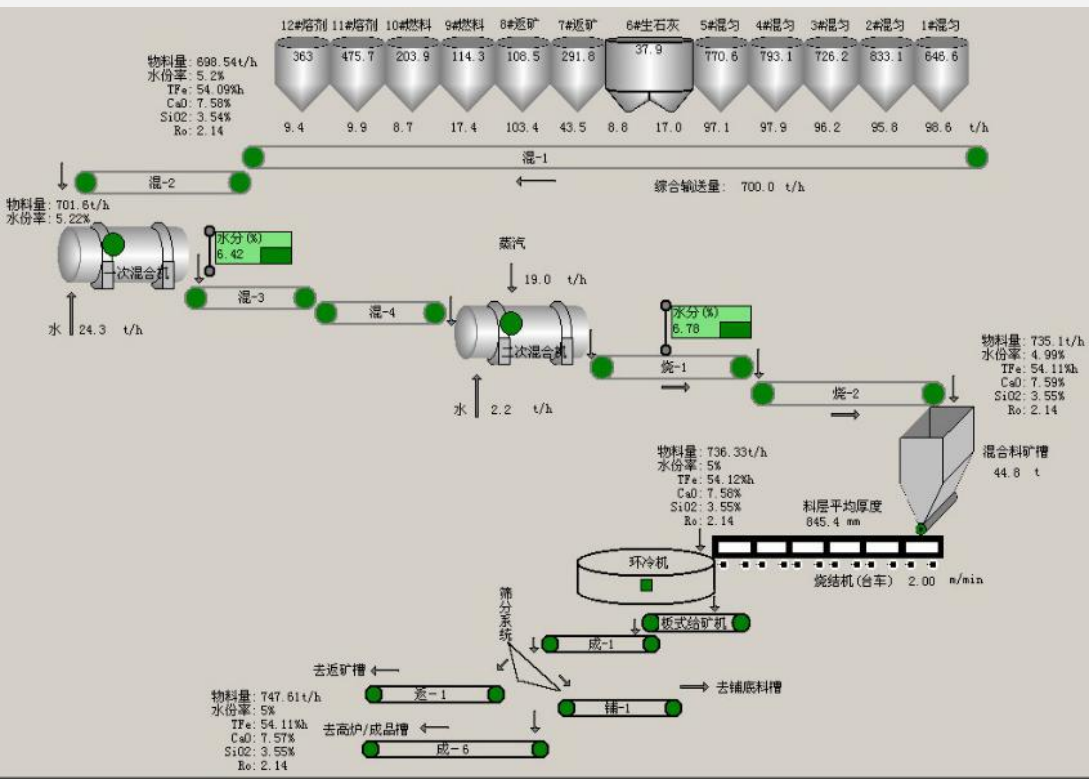 12#熔剂 11#熔剂 10#燃料 9#燃料 8#返矿 7#返矿 6#生石灰 5#混匀 4#混匀 3#混匀 2#混匀 1#混匀
363 475.7 203.9 114.3 108.5 291.8 37.9 770.6 793.1 726.2 833.1 646.6
物料量: 698.54t/h
水份率: 5.2%
TFe: 54.09%h
CaO: 7.58%
SiO2: 3.54%
Ro: 2.14
9.4 9.9 8.7 17.4 103.4 43.5 8.8 17.0 97.1 97.9 96.2 95.8 98.6 t/h
混-1
混-2
综合输送量: 700.0 t/h
物料量: 701.6t/h
水份率: 5.22%
一次混合机
水分(%)
6.42
水 24.3 t/h
混-3
混-4
蒸汽
19.0 t/h
二次混合机
水 2.2 t/h
水分(%)
6.78
烧-1
烧-2
物料量: 735.1t/h
水份率: 4.99%
TFe: 54.11%h
CaO: 7.59%
SiO2: 3.55%
Ro: 2.14
混合料矿槽
44.8 t
物料量: 736.33t/h
水份率: 5%
TFe: 54.12%h
CaO: 7.58%
SiO2: 3.55%
Ro: 2.14
料层平均厚度
845.4 mm
烧结机(台车) 2.00 m/min
环冷机
板式给矿机
成-1
筛分系统
去返矿槽
返-1
铺-1
去铺底料槽
去高炉/成品槽
成-6
物料量: 747.61t/h
水份率: 5%
TFe: 54.11%h
CaO: 7.57%
SiO2: 3.55%
Ro: 2.14